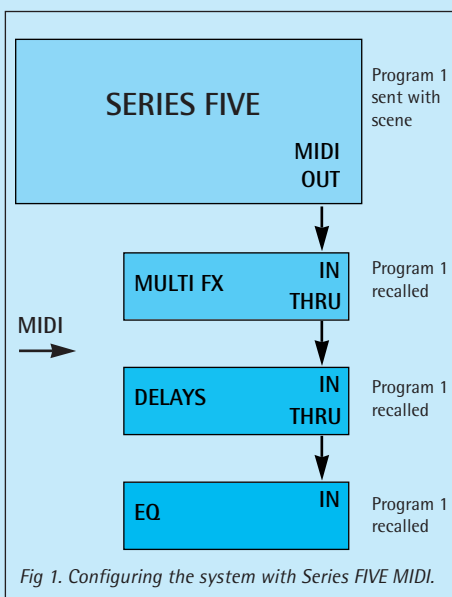 SERIES FIVE
MIDI
OUT
Program 1
sent with
scene
MULTI FX
IN
THRU
Program 1
recalled
MIDI
DELAYS
IN
THRU
Program 1
recalled
EQ
IN
Program 1
recalled
Fig 1. Configuring the system with Series FIVE MIDI.